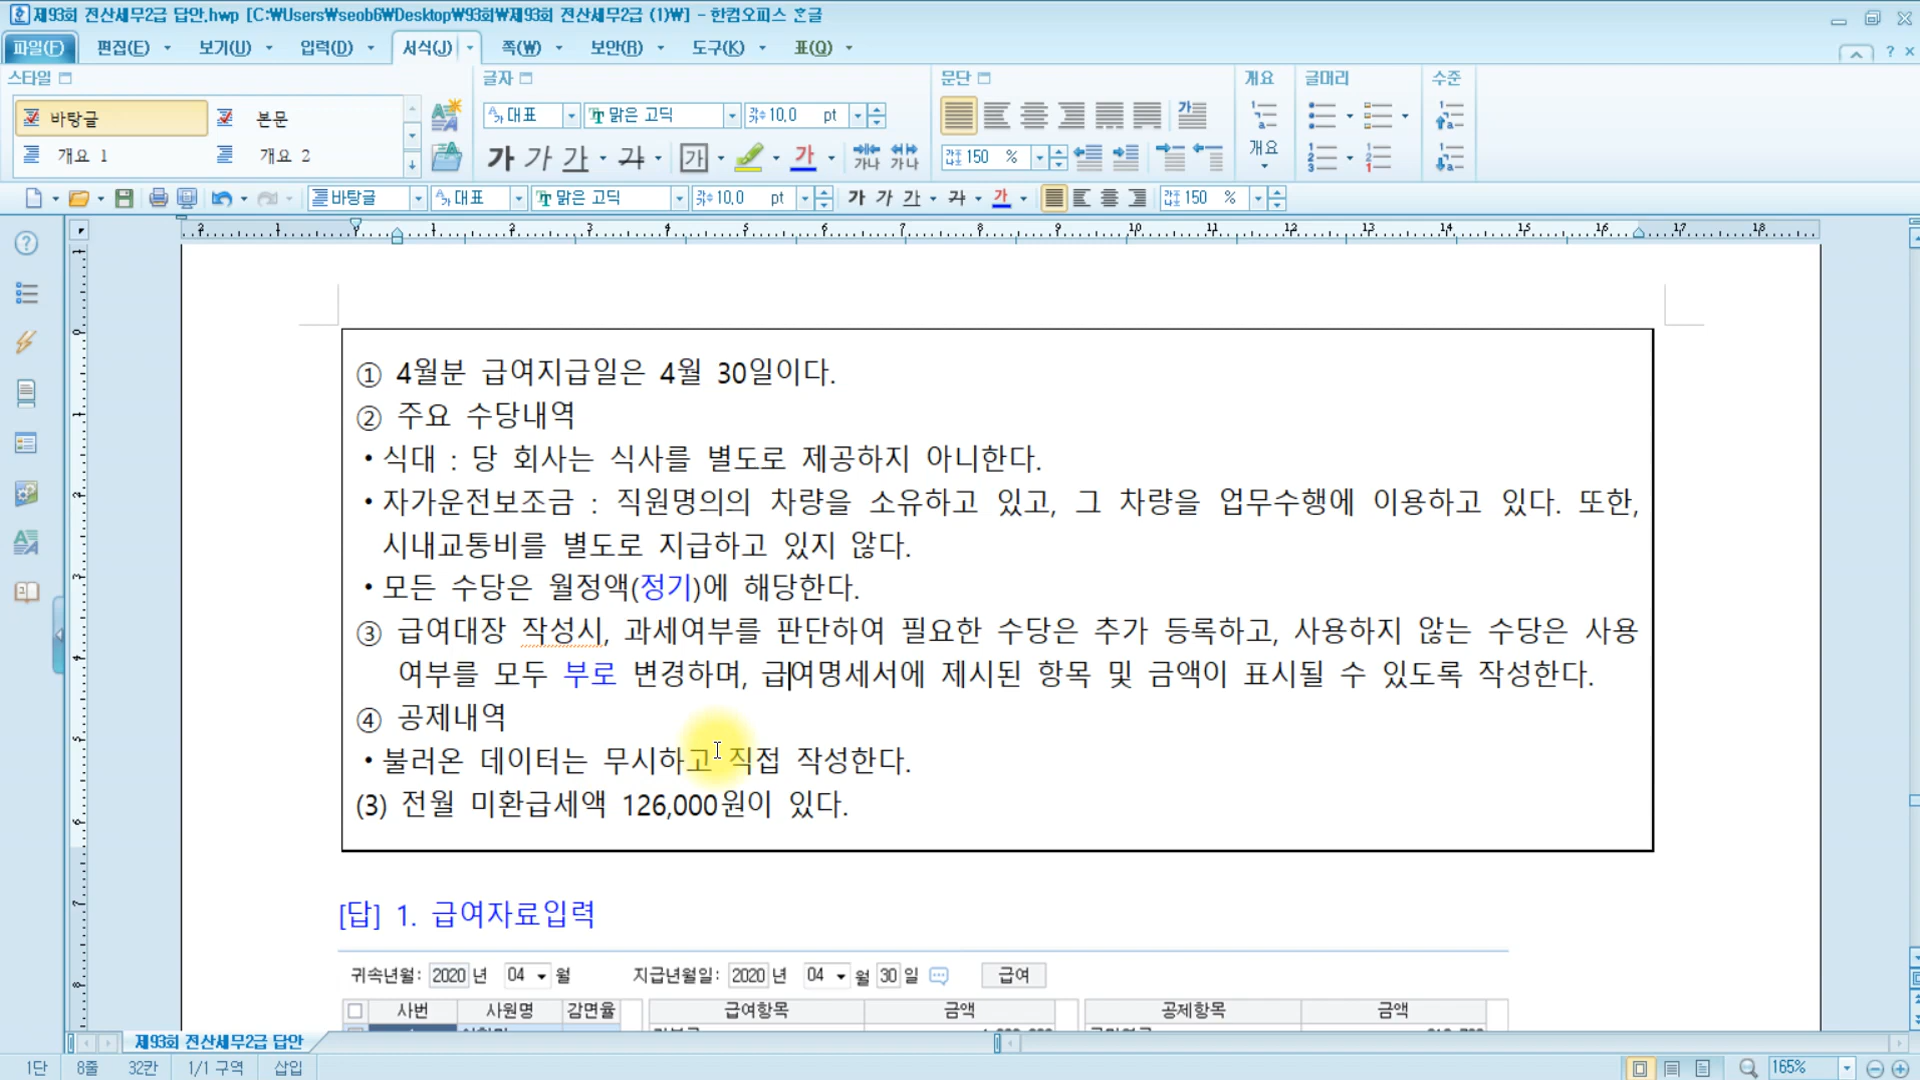 제93회 전산세무2급 답안.hwp [C:₩Users₩seob6₩Desktop₩93회₩제93회 전산세무2급 (1)₩] - 한컴오피스 한글
파일(F) 편집(E) 보기(U) 입력(D) 서식(J) 쪽(W) 보안(R) 도구(K) 표(Q)
스타일 글자 문단 개요 글머리 수준
바탕글 본문 대표 맑은 고딕 10,0 pt
개요 1 개요 2 가 가 가 가 가 가 가나 가나 150 % 개요
바탕글 대표 맑은 고딕 10,0 pt 가 가 가 가 가 150 %
① 4월분 급여지급일은 4월 30일이다.
② 주요 수당내역
• 식대 : 당 회사는 식사를 별도로 제공하지 아니한다.
• 자가운전보조금 : 직원명의의 차량을 소유하고 있고, 그 차량을 업무수행에 이용하고 있다. 또한,
시내교통비를 별도로 지급하고 있지 않다.
• 모든 수당은 월정액(정기)에 해당한다.
③ 급여대장 작성시, 과세여부를 판단하여 필요한 수당은 추가 등록하고, 사용하지 않는 수당은 사용
여부를 모두 부로 변경하며, 급여명세서에 제시된 항목 및 금액이 표시될 수 있도록 작성한다.
④ 공제내역
• 불러온 데이터는 무시하고 직접 작성한다.
(3) 전월 미환급세액 126,000원이 있다.
[답] 1. 급여자료입력
귀속년월: 2020 년 04 월 지급년월일: 2020 년 04 월 30 일 급여
사번 사원명 감면율 급여항목 금액 공제항목 금액
제93회 전산세무2급 답안
1단 8줄 32칸 1/1 구역 삽입 165%